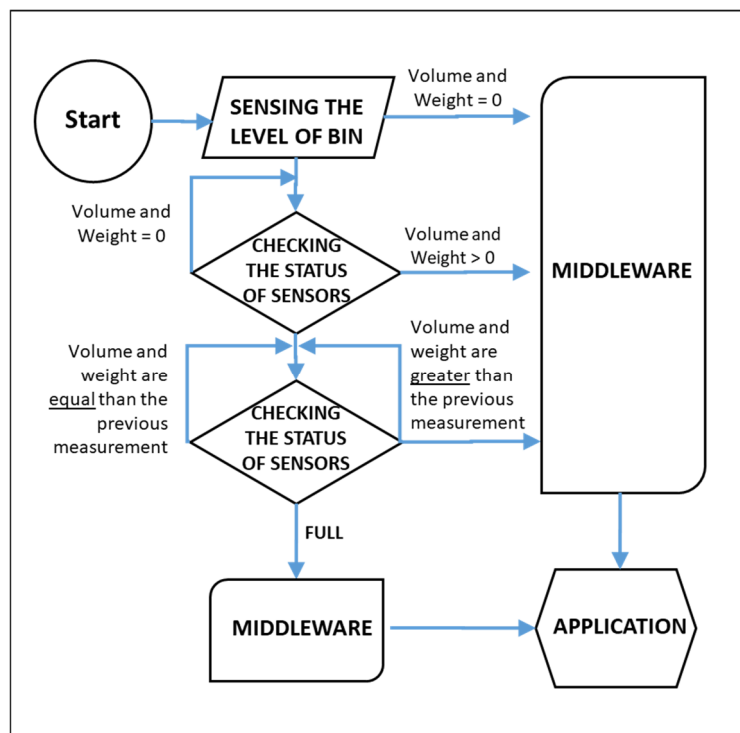 Start
SENSING THE
LEVEL OF BIN
Volume and
Weight = 0
Volume and
Weight = 0
CHECKING
THE STATUS
OF SENSORS
Volume and
Weight > 0
MIDDLEWARE
Volume and
weight are
equal than the
previous
measurement
CHECKING
THE STATUS
OF SENSORS
Volume and
weight are
greater than
the previous
measurement
FULL
MIDDLEWARE
APPLICATION